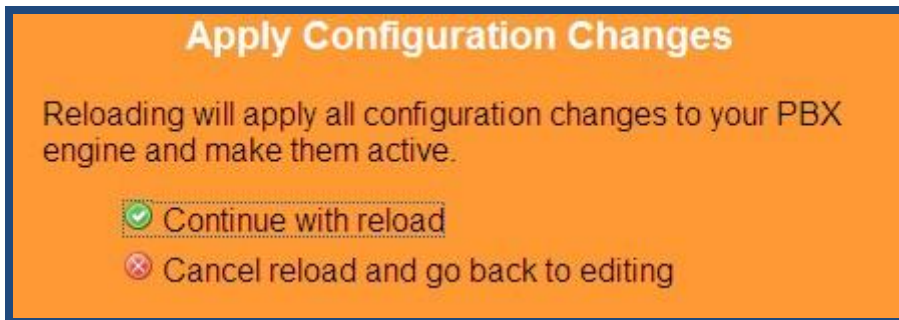 Apply Configuration Changes
Reloading will apply all configuration changes to your PBX
engine and make them active.
Continue with reload
Cancel reload and go back to editing